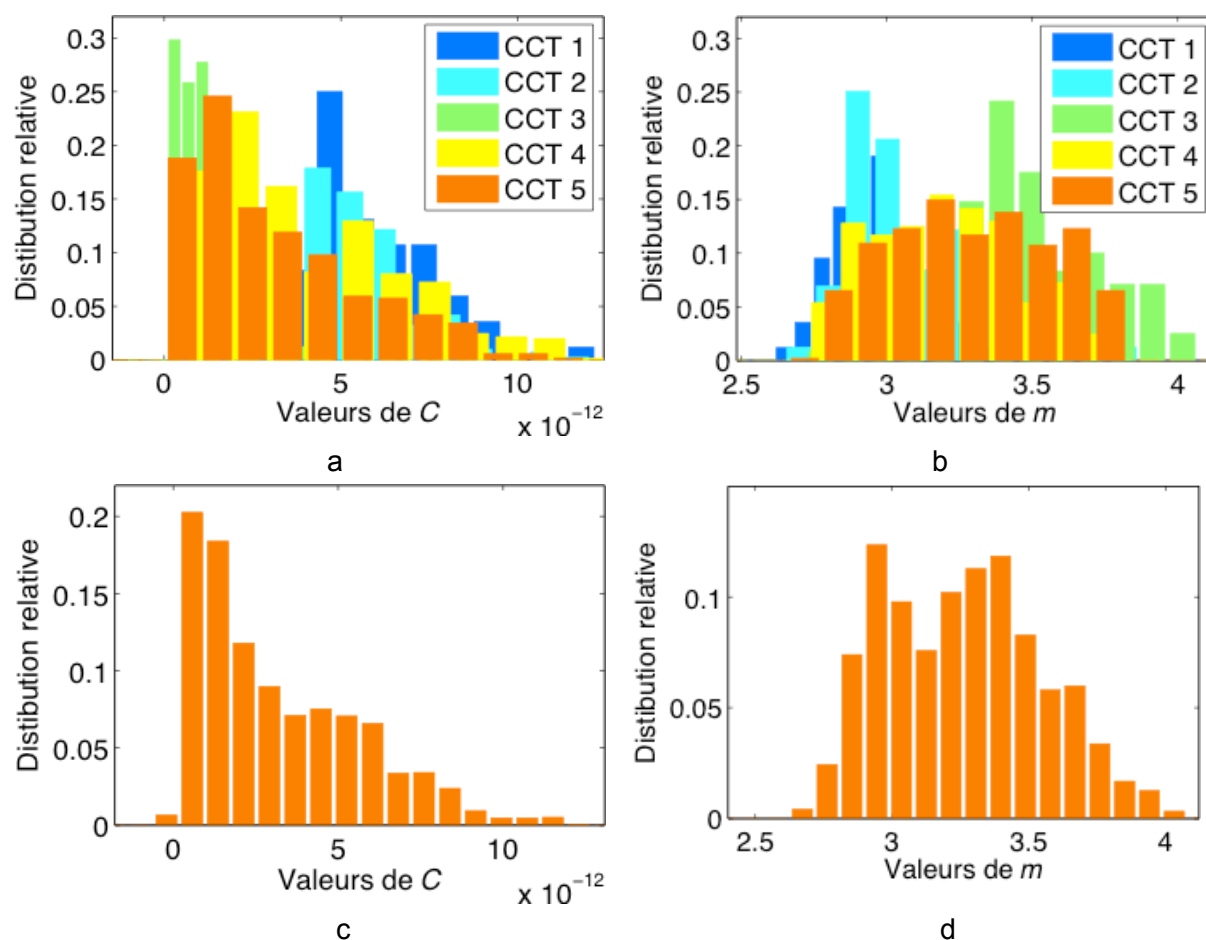 0.3
0.25
0.2
0.15
0.1
0.05
0
Distibution relative
CCT 1
CCT 2
CCT 3
CCT 4
CCT 5
0
5
10
Valeurs de C
x 10^-12
a
0.3
0.25
0.2
0.15
0.1
0.05
0
Distibution relative
CCT 1
CCT 2
CCT 3
CCT 4
CCT 5
2.5
3
3.5
4
Valeurs de m
b
0.2
0.15
0.1
0.05
0
Distibution relative
0
5
10
Valeurs de C
x 10^-12
c
0.1
0.05
0
Distibution relative
2.5
3
3.5
4
Valeurs de m
d